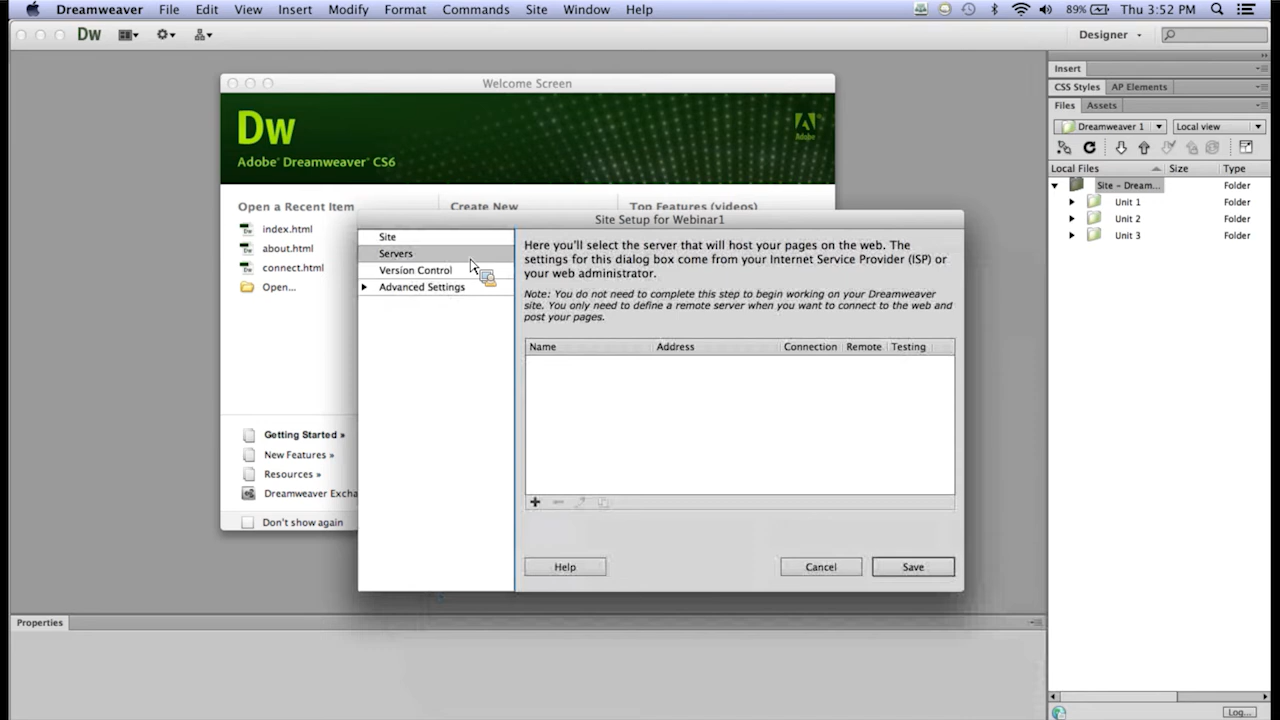 Dreamweaver File Edit View Insert Modify Format Commands Site Window Help 89% Thu 3:52 PM
Dw Designer
Welcome Screen
Dw
Adobe® Dreamweaver® CS6
Adobe
Open a Recent Item Create New Top Features (videos)
index.html
about.html
connect.html
Open...
Getting Started »
New Features »
Resources »
Dreamweaver Excha
Don't show again
Site Setup for Webinar1
Site
Servers
Version Control
Advanced Settings
Here you'll select the server that will host your pages on the web. The
settings for this dialog box come from your Internet Service Provider (ISP) or
your web administrator.
Note: You do not need to complete this step to begin working on your Dreamweaver
site. You only need to define a remote server when you want to connect to the web and
post your pages.
Name Address Connection Remote Testing
Help Cancel Save
Properties
Insert
CSS Styles AP Elements
Files Assets
Dreamweaver 1 Local view
Local Files Size Type
Site - Dream... Folder
Unit 1 Folder
Unit 2 Folder
Unit 3 Folder
Log...